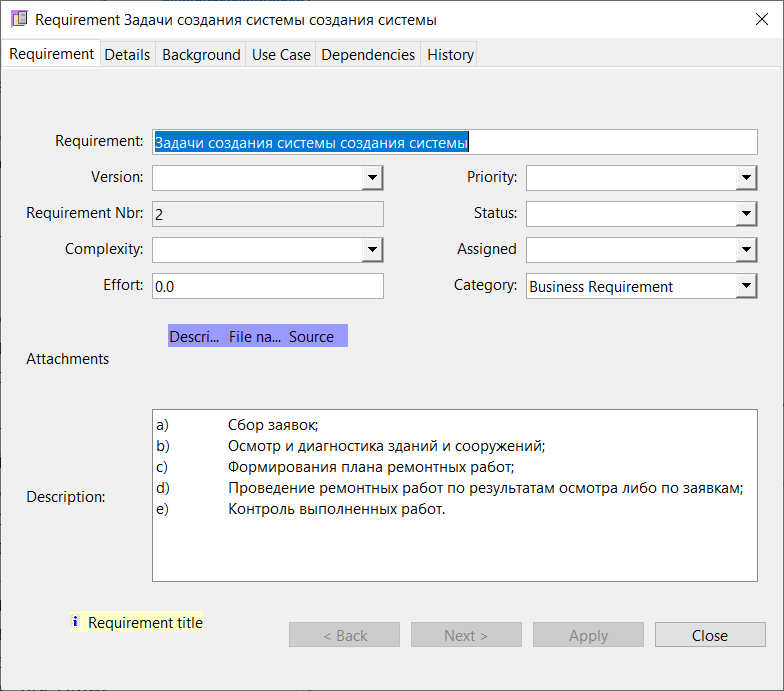 Requirement Задачи создания системы создания системы
Requirement Details Background Use Case Dependencies History
Requirement: Задачи создания системы создания системы
Version: Priority:
Requirement Nbr: 2 Status:
Complexity: Assigned
Effort: 0.0 Category: Business Requirement
Descri... File na... Source
Attachments
Description:
a) Сбор заявок;
b) Осмотр и диагностика зданий и сооружений;
c) Формирования плана ремонтных работ;
d) Проведение ремонтных работ по результатам осмотра либо по заявкам;
e) Контроль выполненных работ.
Requirement title
< Back Next > Apply Close